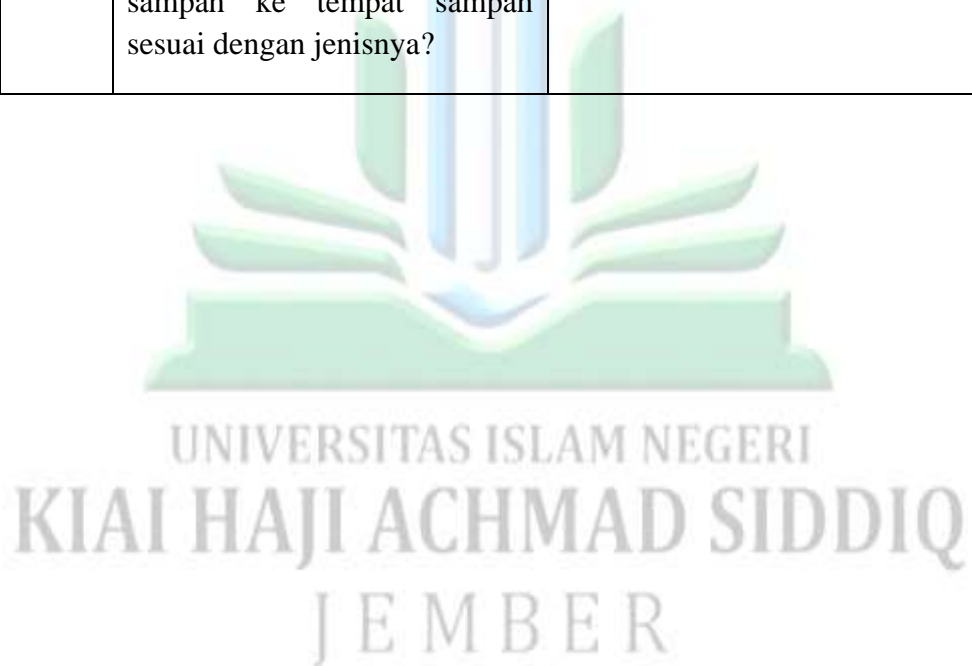 sampah ke tempat sampah
sesuai dengan jenisnya?
UNIVERSITAS ISLAM NEGERI
KIAI HAJI ACHMAD SIDDIQ
JEMBER